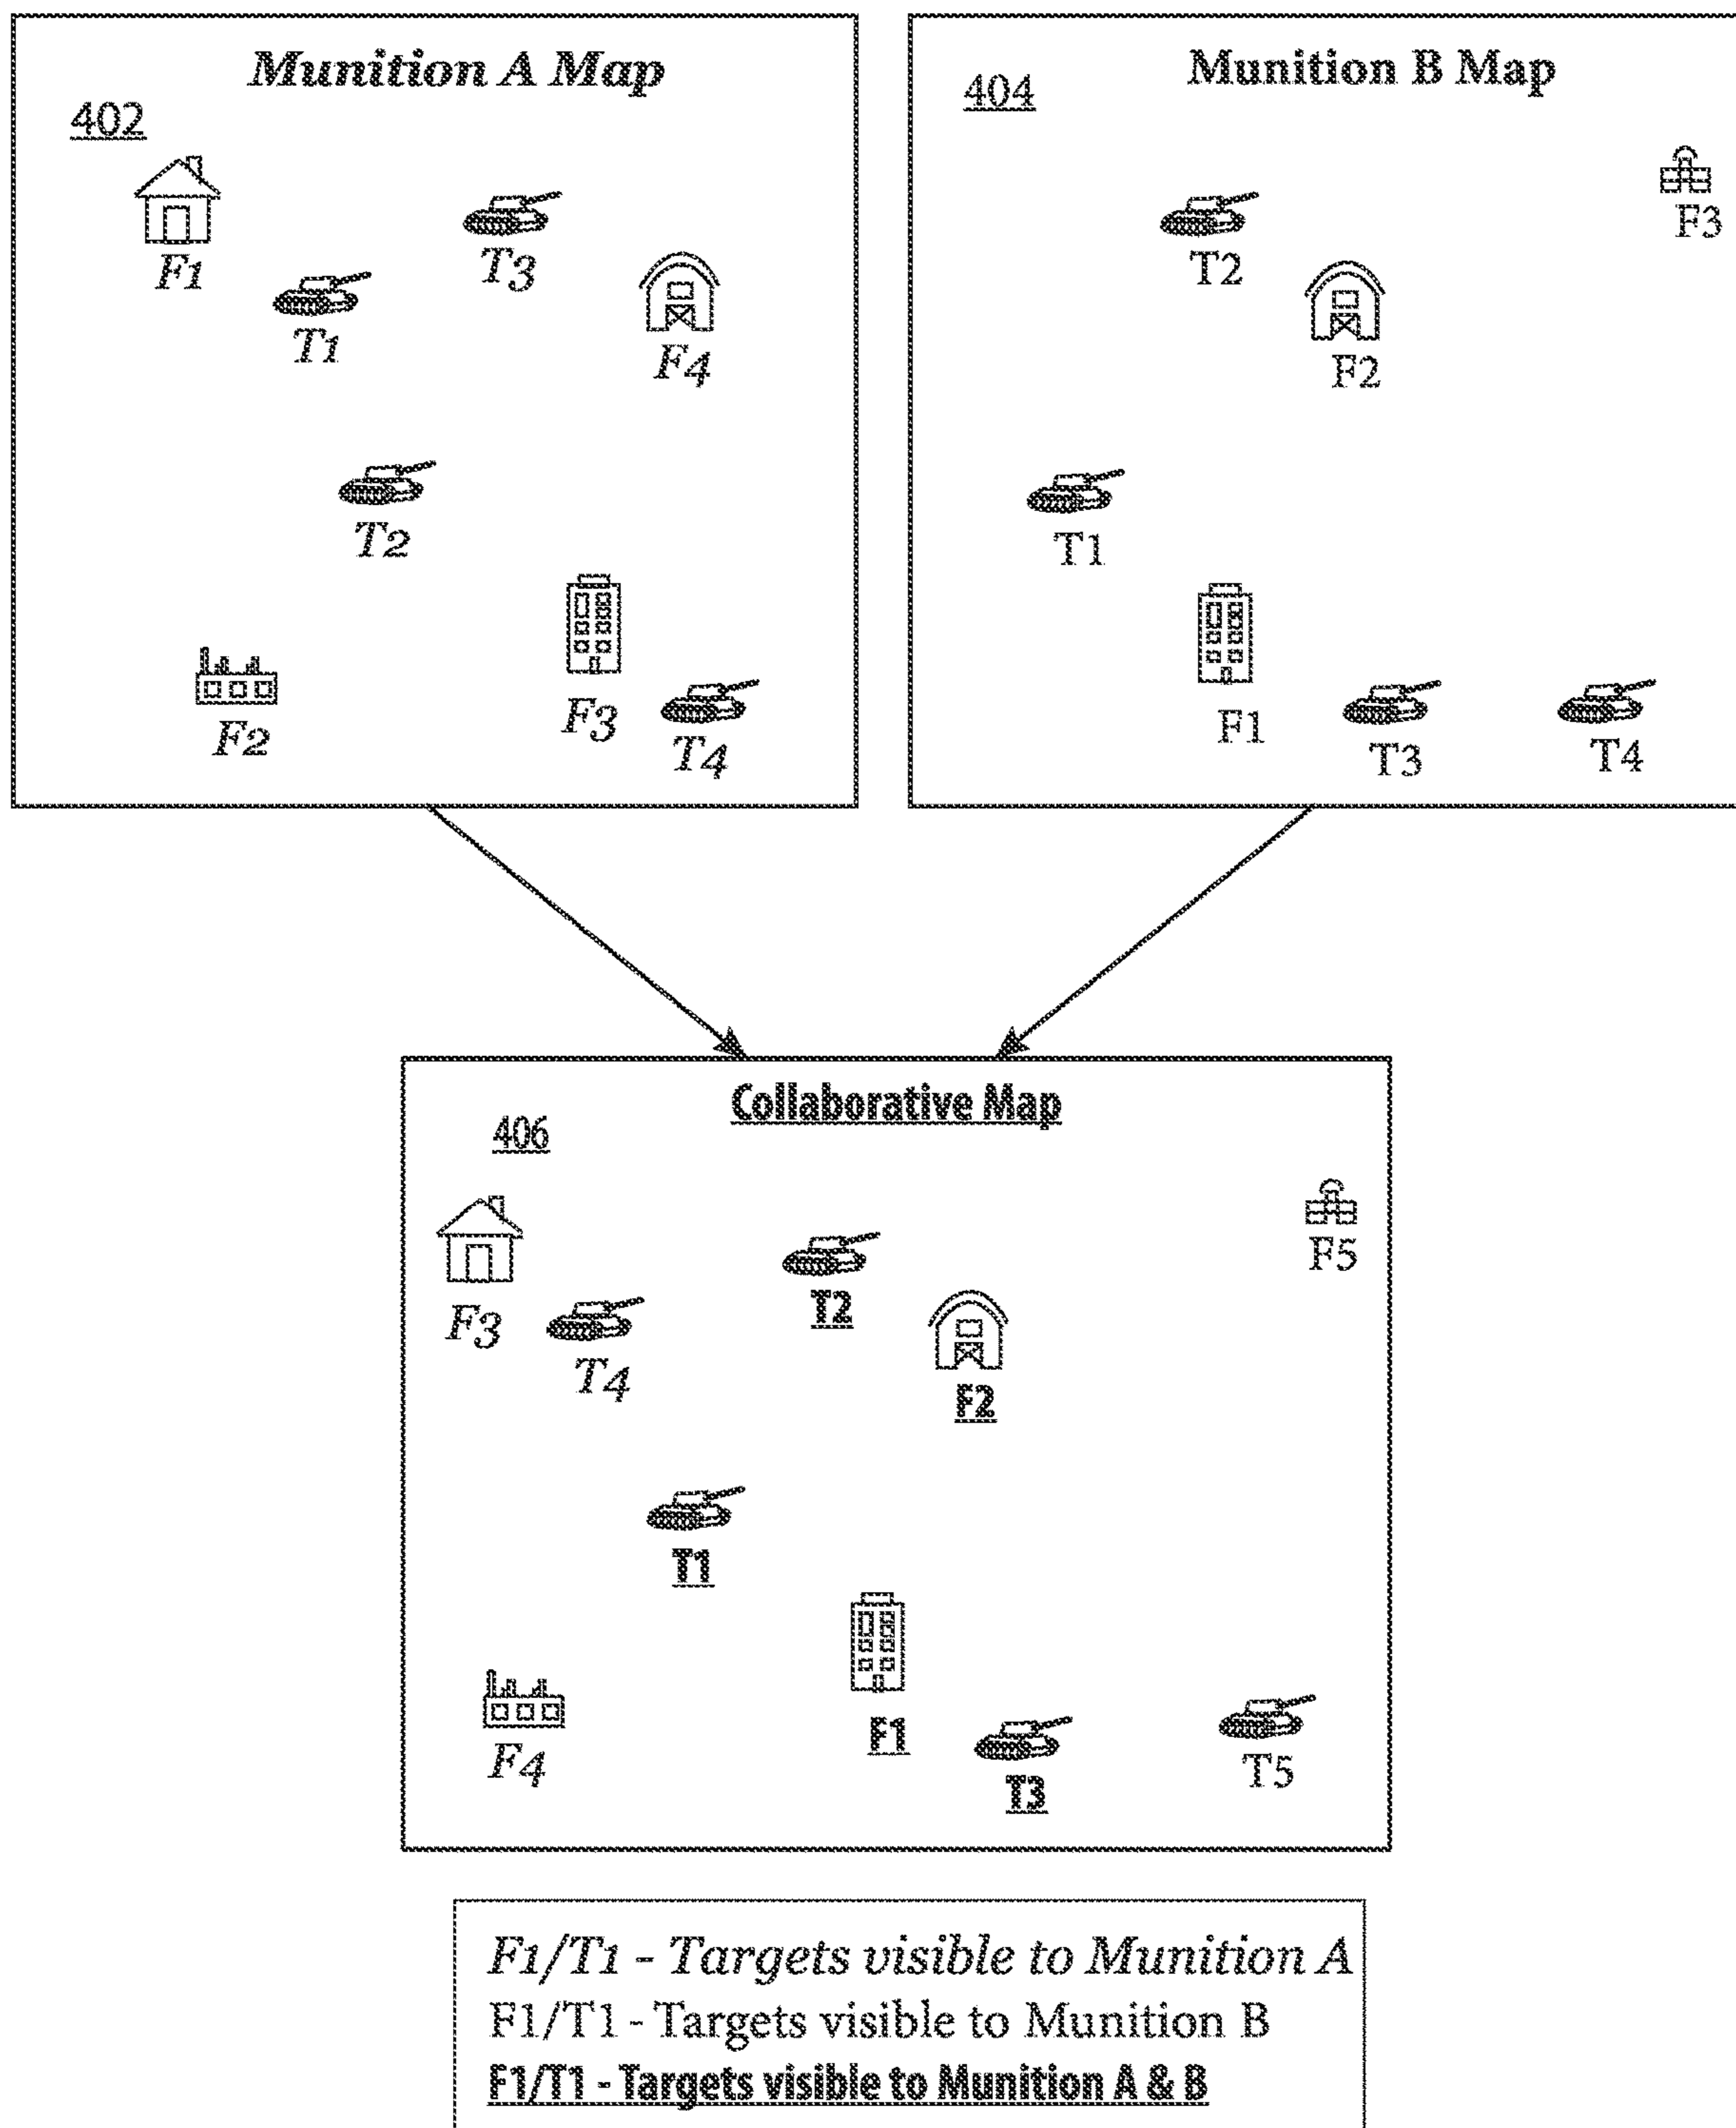 Munition A Map
402
F1
T3
T1
F4
T2
F3
F2
T4
Munition B Map
404
F3
T2
F2
T1
F1
T3
T4
Collaborative Map
406
F5
T2
F3
T4
F2
T1
F1
F4
T5
T3
F1/T1 - Targets visible to Munition A
F1/T1 - Targets visible to Munition B
F1/T1 - Targets visible to Munition A & B